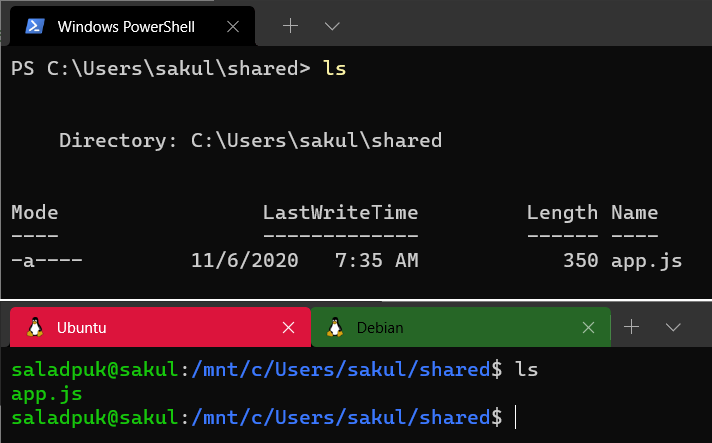 Windows PowerShell
PS C:\Users\sakul\shared> ls
Directory: C:\Users\sakul\shared
Mode                 LastWriteTime         Length Name
----                 -------------         ------ ----
-a----         11/6/2020   7:35 AM            350 app.js
Ubuntu Debian
saladpuk@sakul:/mnt/c/Users/sakul/shared$ ls
app.js
saladpuk@sakul:/mnt/c/Users/sakul/shared$